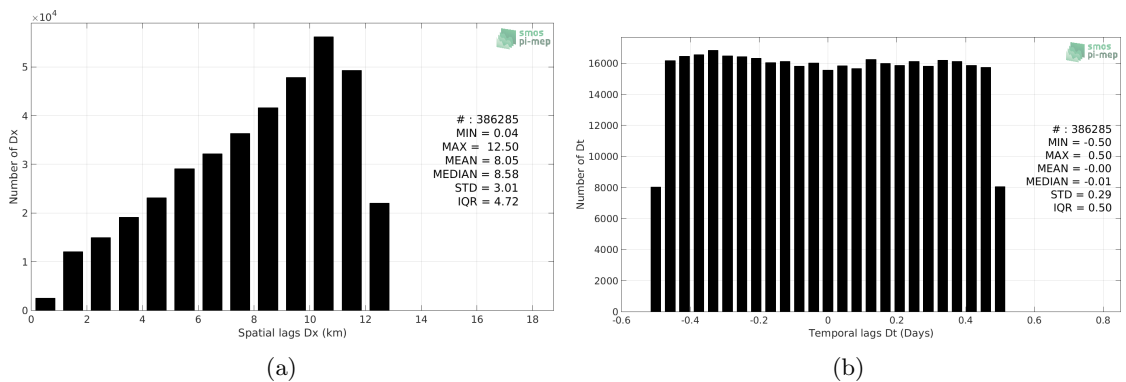 ×10⁴
5
4
3
2
1
0
Number of Dx
0 2 4 6 8 10 12 14 16 18
Spatial lags Dx (km)
smos
pi-mep
# : 386285
MIN = 0.04
MAX = 12.50
MEAN = 8.05
MEDIAN = 8.58
STD = 3.01
IQR = 4.72
(a)
16000
14000
12000
10000
8000
6000
4000
2000
0
Number of Dt
-0.6 -0.4 -0.2 0 0.2 0.4 0.6 0.8
Temporal lags Dt (Days)
smos
pi-mep
# : 386285
MIN = -0.50
MAX = 0.50
MEAN = -0.00
MEDIAN = -0.01
STD = 0.29
IQR = 0.50
(b)